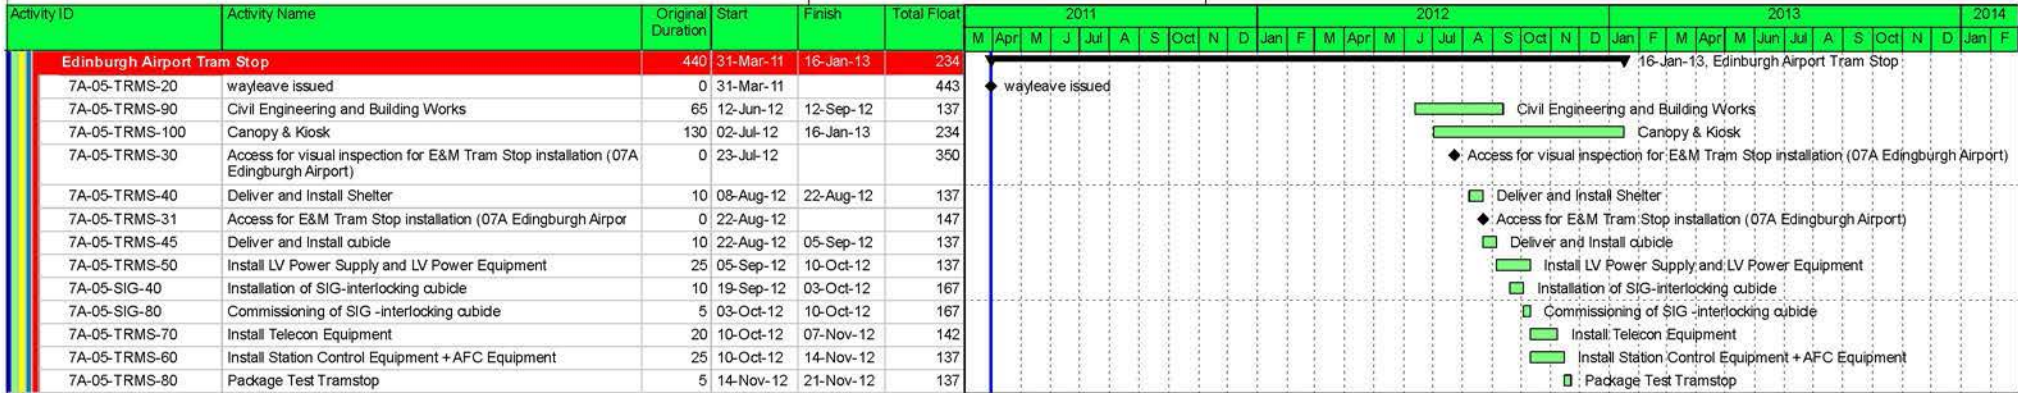 Activity ID Activity Name Original Duration Start Finish Total Float 2011 2012 2013 2014
M Apr M J Jul A S Oct N D Jan F M Apr M J Jul A S Oct N D Jan F M Apr M Jun Jul A S Oct N D Jan F
Edinburgh Airport Tram Stop 440 31-Mar-11 16-Jan-13 234 16-Jan-13, Edinburgh Airport Tram Stop
7A-05-TRMS-20 wayleave issued 0 31-Mar-11 443 wayleave issued
7A-05-TRMS-90 Civil Engineering and Building Works 65 12-Jun-12 12-Sep-12 137 Civil Engineering and Building Works
7A-05-TRMS-100 Canopy & Kiosk 130 02-Jul-12 16-Jan-13 234 Canopy & Kiosk
7A-05-TRMS-30 Access for visual inspection for E&M Tram Stop installation (07A 0 23-Jul-12 350 Access for visual inspection for E&M Tram Stop installation (07A Edingburgh Airport)
Edingburgh Airport)
7A-05-TRMS-40 Deliver and Install Shelter 10 08-Aug-12 22-Aug-12 137 Deliver and Install Shelter
7A-05-TRMS-31 Access for E&M Tram Stop installation (07A Edingburgh Airpor 0 22-Aug-12 147 Access for E&M Tram Stop installation (07A Edingburgh Airport)
7A-05-TRMS-45 Deliver and Install cubicle 10 22-Aug-12 05-Sep-12 137 Deliver and Install cubicle
7A-05-TRMS-50 Install LV Power Supply and LV Power Equipment 25 05-Sep-12 10-Oct-12 137 Install LV Power Supply and LV Power Equipment
7A-05-SIG-40 Installation of SIG-interlocking cubicle 10 19-Sep-12 03-Oct-12 167 Installation of SIG-interlocking cubicle
7A-05-SIG-80 Commissioning of SIG -interlocking cubicle 5 03-Oct-12 10-Oct-12 167 Commissioning of SIG -interlocking cubicle
7A-05-TRMS-70 Install Telecon Equipment 20 10-Oct-12 07-Nov-12 142 Install Telecon Equipment
7A-05-TRMS-60 Install Station Control Equipment + AFC Equipment 25 10-Oct-12 14-Nov-12 137 Install Station Control Equipment + AFC Equipment
7A-05-TRMS-80 Package Test Tramstop 5 14-Nov-12 21-Nov-12 137 Package Test Tramstop